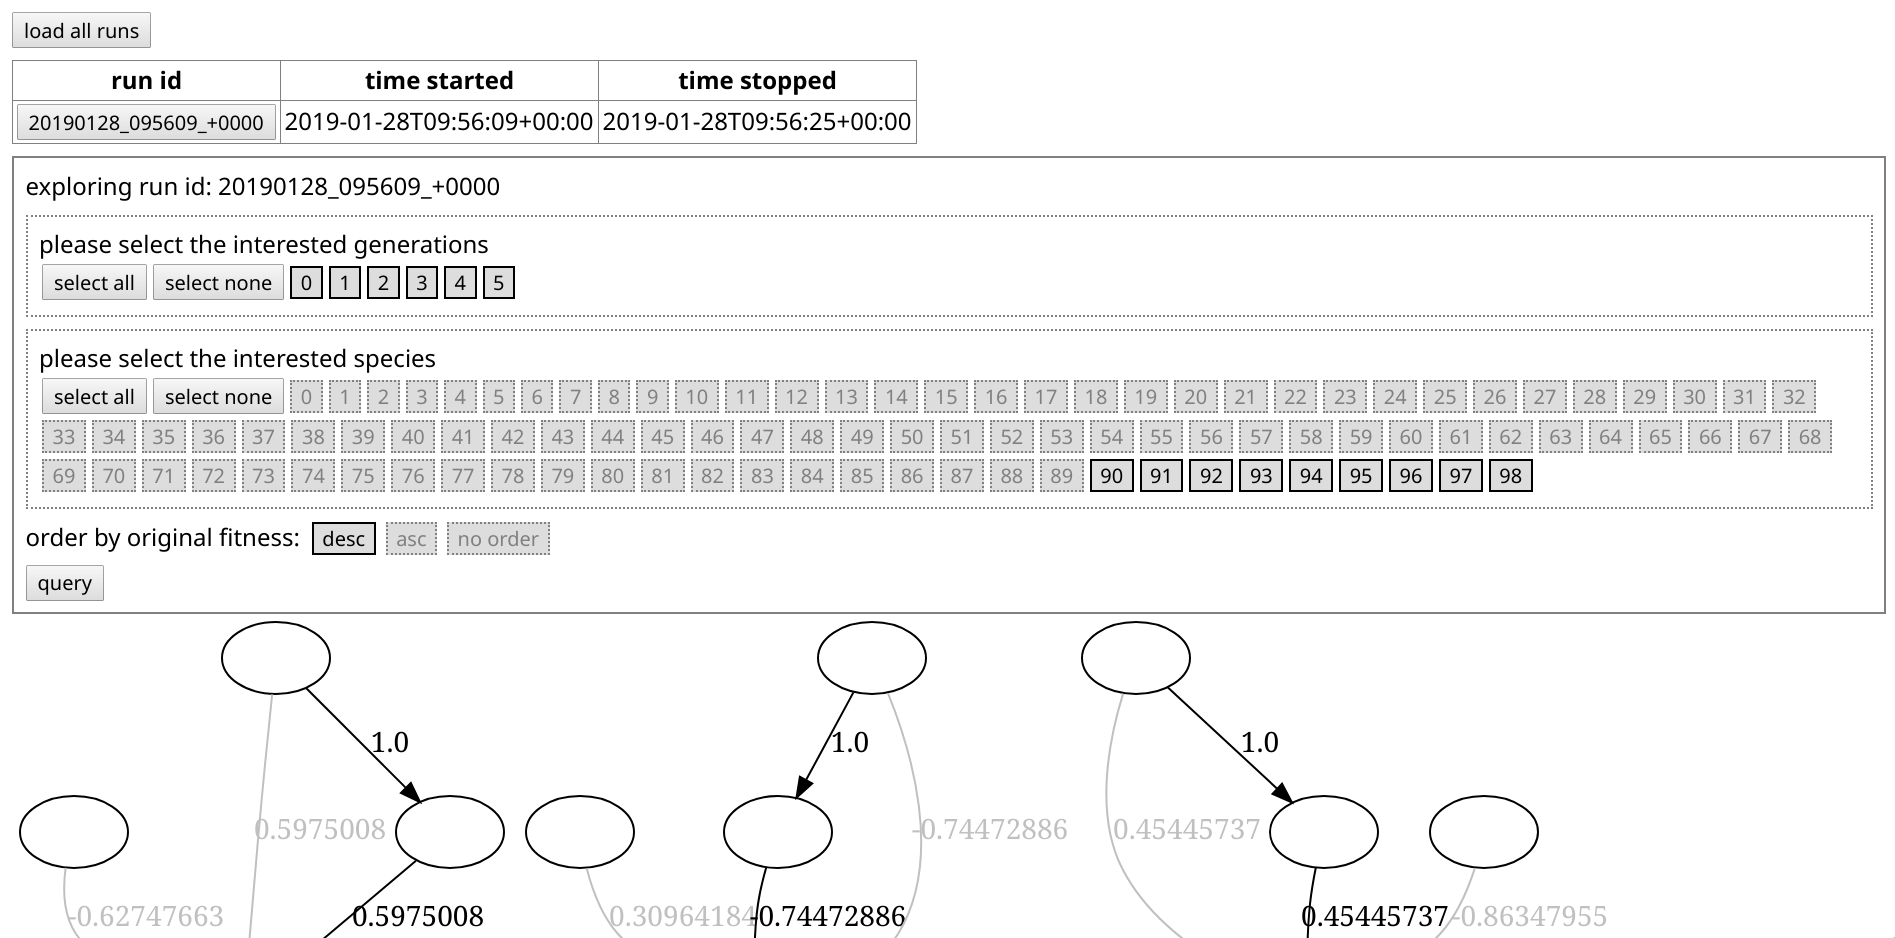 load all runs
run id time started time stopped
20190128_095609_+0000 2019-01-28T09:56:09+00:00 2019-01-28T09:56:25+00:00
exploring run id: 20190128_095609_+0000
please select the interested generations
select all select none 0 1 2 3 4 5
please select the interested species
select all select none 0 1 2 3 4 5 6 7 8 9 10 11 12 13 14 15 16 17 18 19 20 21 22 23 24 25 26 27 28 29 30 31 32
33 34 35 36 37 38 39 40 41 42 43 44 45 46 47 48 49 50 51 52 53 54 55 56 57 58 59 60 61 62 63 64 65 66 67 68
69 70 71 72 73 74 75 76 77 78 79 80 81 82 83 84 85 86 87 88 89 90 91 92 93 94 95 96 97 98
order by original fitness: desc asc no order
query
1.0 1.0 1.0
0.5975008 -0.74472886 0.45445737
-0.62747663 0.5975008 0.30964184 -0.74472886 0.45445737 -0.86347955